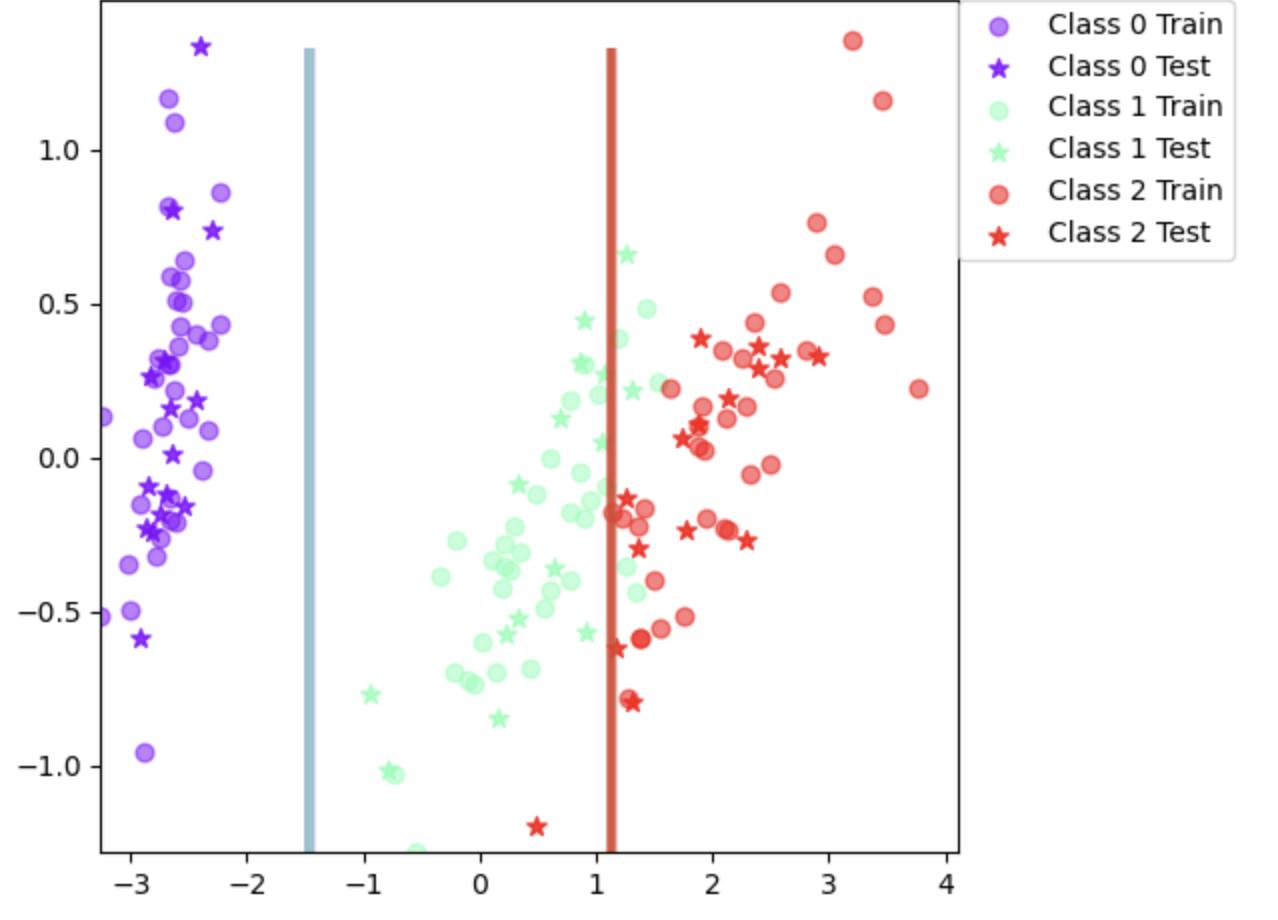 Class 0 Train
Class 0 Test
Class 1 Train
Class 1 Test
Class 2 Train
Class 2 Test
1.0
0.5
0.0
−0.5
−1.0
−3 −2 −1 0 1 2 3 4